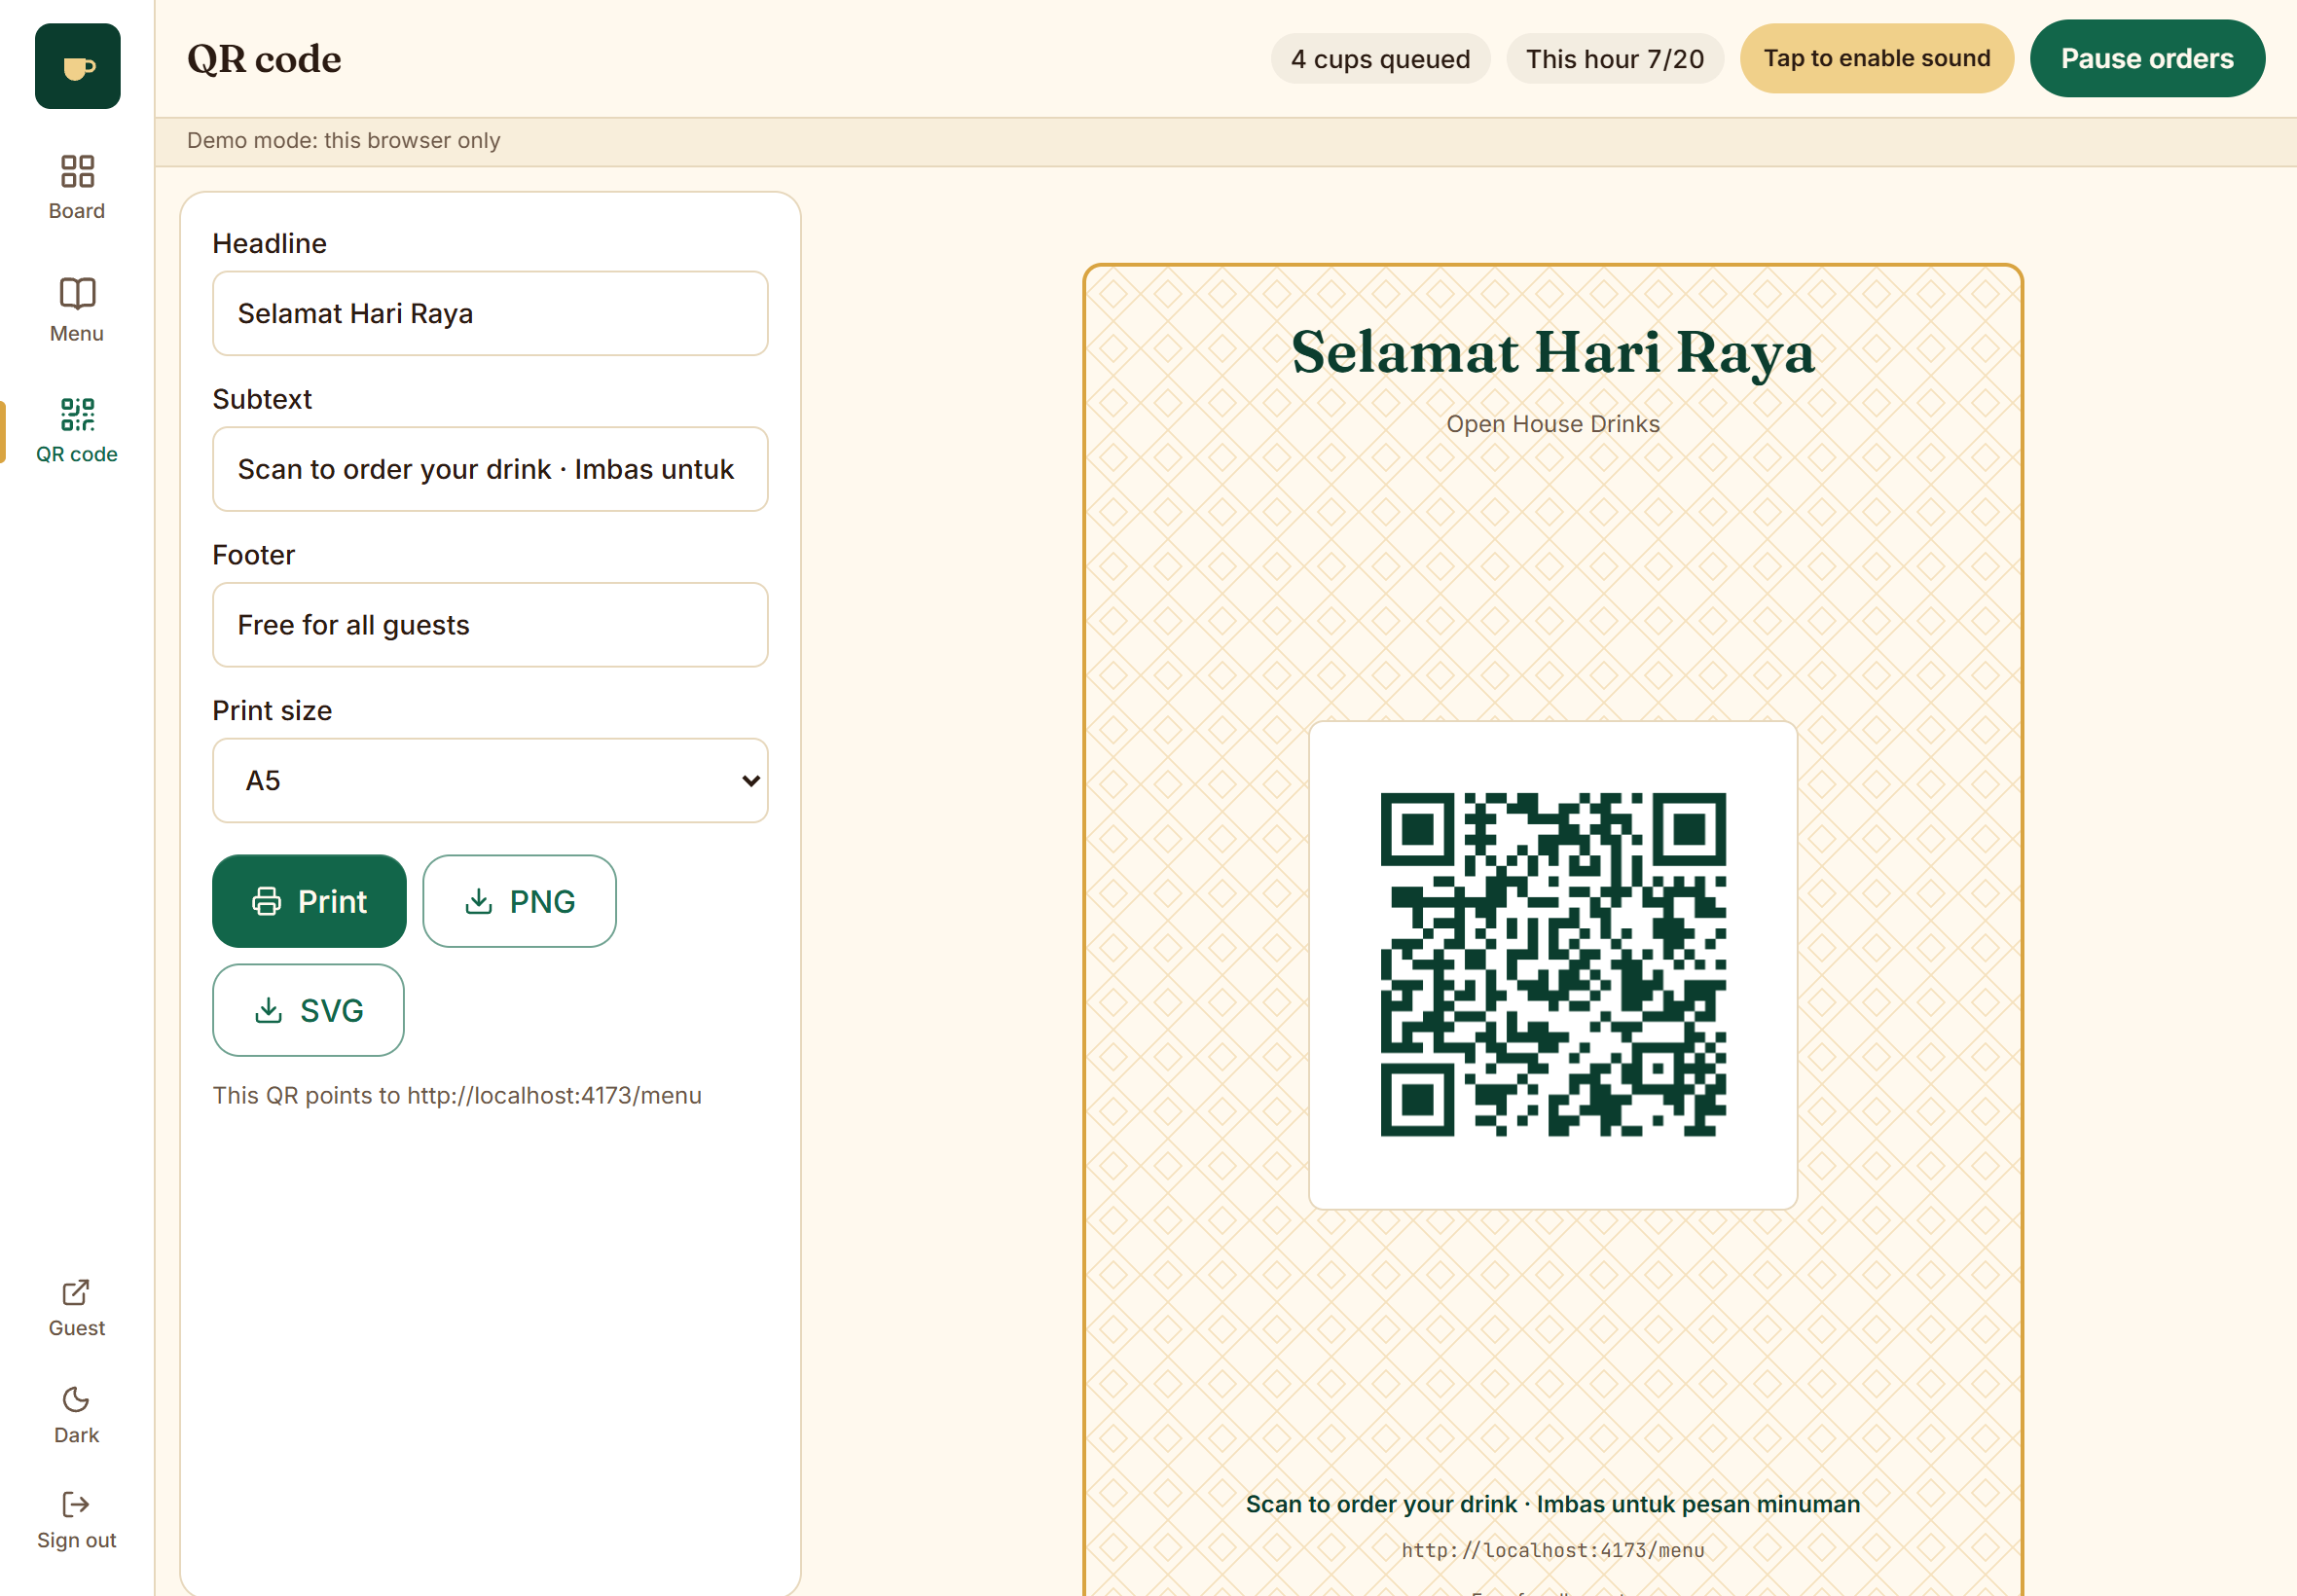 QR code
4 cups queued
This hour 7/20
Tap to enable sound
Pause orders
Demo mode: this browser only
Board
Menu
QR code
Guest
Dark
Sign out
Headline
Selamat Hari Raya
Subtext
Scan to order your drink · Imbas untuk
Footer
Free for all guests
Print size
A5
Print
PNG
SVG
This QR points to http://localhost:4173/menu
Selamat Hari Raya
Open House Drinks
Scan to order your drink · Imbas untuk pesan minuman
http://localhost:4173/menu